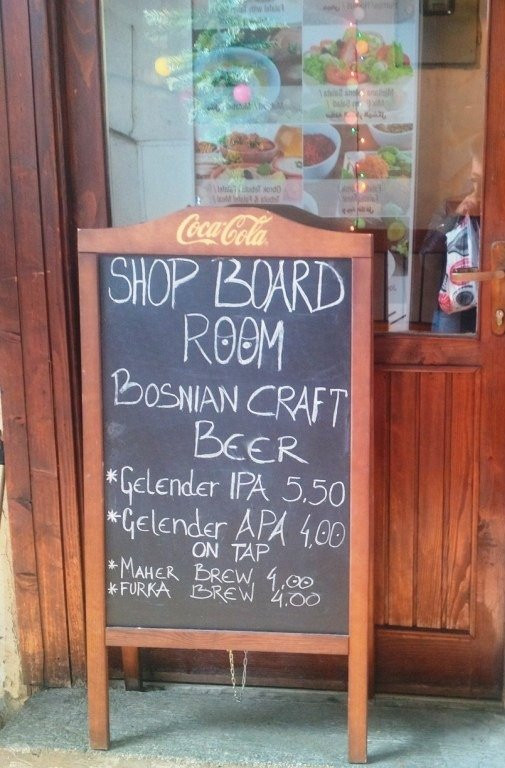 Coca-Cola
SHOP BOARD
ROOM
BOSNIAN CRAFT
BEER
*Gelender IPA 5,50
*Gelender APA 4,00
ON TAP
*MAHER BREW 4,00
*FURKA BREW 4.00